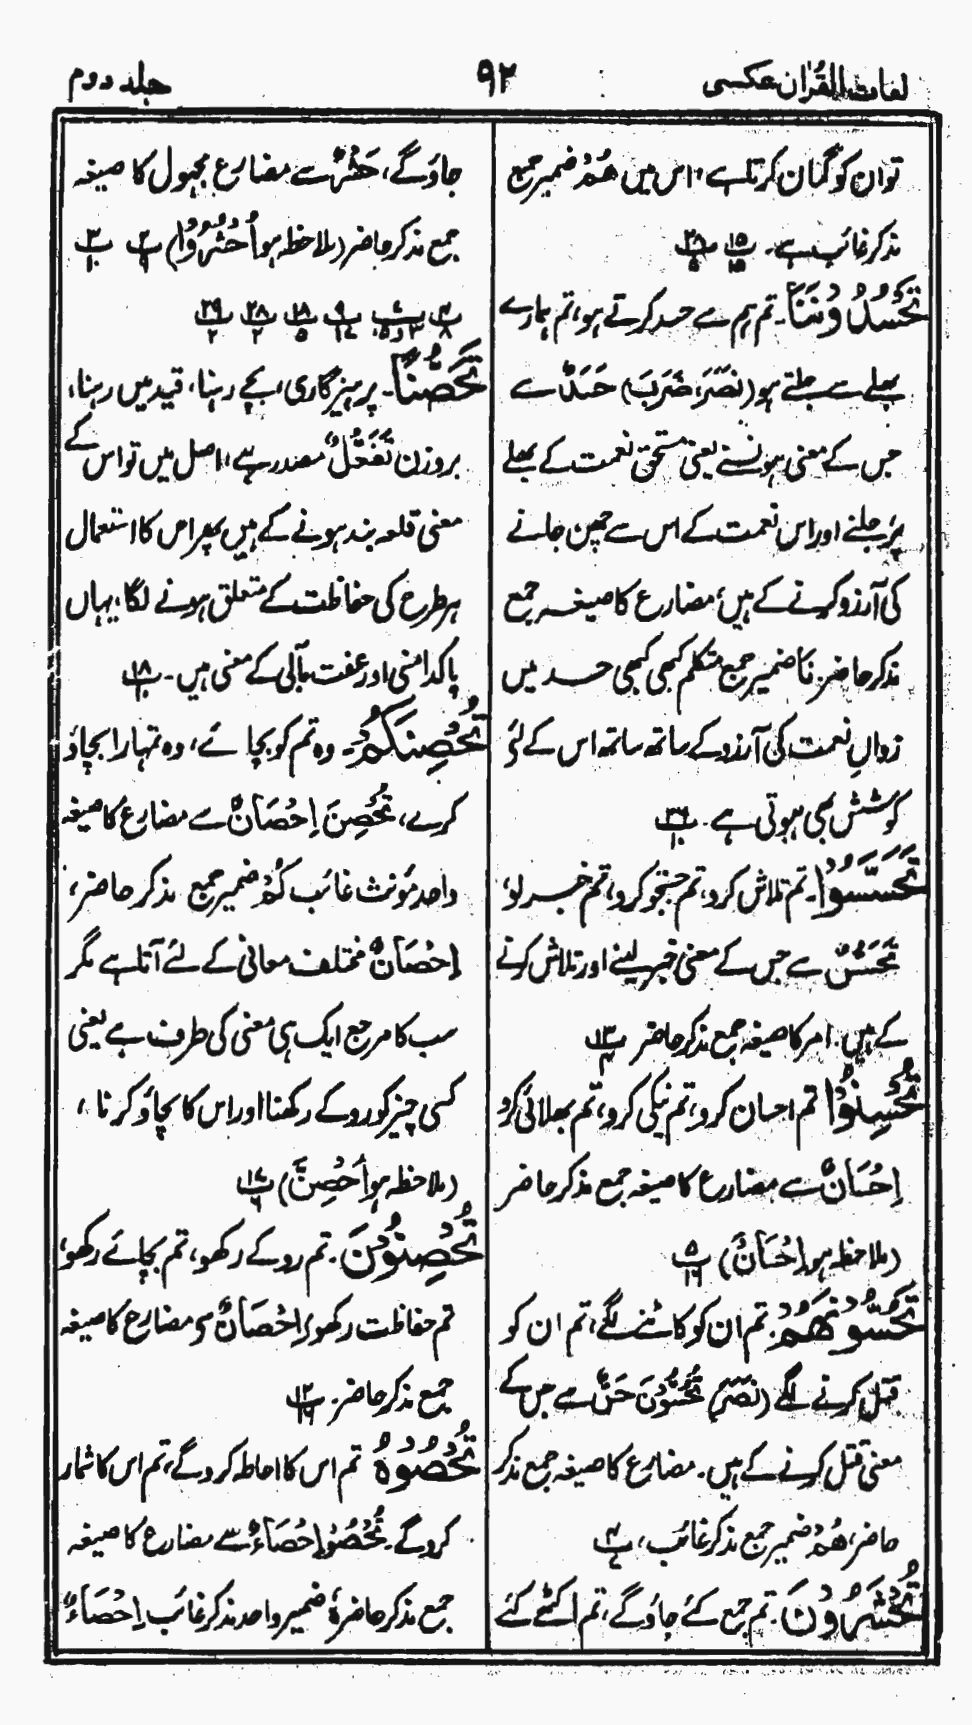 لغات القرآن عکسی
۹۲
جلد دوم
تو ان کو گمان کرتا ہے، اس میں ھُمْ ضمیر جمع
مذکر غائب ہے۔
تَحْسُدُوْنَنَا۔ تم ہم سے حسد کرتے ہو، تم ہمارے
بھلے سے جلتے ہو (نَصَرَ، ضَرَبَ) حَسَدٌ سے
جس کے معنی ہونسنے یعنی مستحق نعمت کے بھلے
پر جلنے اور اس نعمت کے اس سے چھن جانے
کی آرزو کرنے کے ہیں، مضارع کا صیغہ جمع
مذکر حاضر۔ نَا ضمیر جمع متکلم کبھی کبھی حسد میں
زوالِ نعمت کی آرزو کے ساتھ ساتھ اس کے لئے
کوشش بھی ہوتی ہے۔ ۲۶
تَحَسَّسُوْا۔ تم تلاش کرو، تم جستجو کرو، تم خبر لو،
تَحَسُّسٌ سے جس کے معنی خبر لینے اور تلاش کرنے
کے ہیں۔ امر کا صیغہ جمع مذکر حاضر ۱۳
تُحْسِنُوْا تم احسان کرو، تم نیکی کرو، تم بھلائی کرو
اِحْسَانٌ سے مضارع کا صیغہ جمع مذکر حاضر
(ملاحظہ ہو اِحْسَانٌ) ۵ ۱۶
تَحُسُّوْنَهُمْ۔ تم ان کو کاٹنے لگے، تم ان کو
قتل کرنے لگے (نَصَرَ) تَحُسُّوْنَ حَسٌّ سے جس کے
معنی قتل کرنے کے ہیں۔ مضارع کا صیغہ جمع مذکر
حاضر، ھُمْ ضمیر جمع مذکر غائب، ۴
تُحْشَرُوْنَ۔ تم جمع کئے جاؤ گے، تم اکٹھے کئے
جاؤ گے، حَشْرٌ سے مضارع مجہول کا صیغہ
جمع مذکر حاضر (ملاحظہ ہو اُحْشُرُوْا)
تَحَصُّنًا۔ پرہیزگاری، بچے رہنا، قید میں رہنا،
بروزن تَفَعُّلٌ مصدر ہے، اصل میں تو اس کے
معنی قلعہ بند ہونے کے ہیں پھر اس کا استعمال
ہر طرح کی حفاظت کے متعلق ہونے لگا، یہاں
پاکدامنی اور عفت مآلی کے معنی ہیں۔ ۱۸
تُحْصِنَكُمْ۔ وہ تم کو بچائے، وہ تمہارا بچاؤ
کرے، تُحْصِنَ اِحْصَانٌ سے مضارع کا صیغہ
واحد مؤنث غائب كُمْ ضمیر جمع مذکر حاضر،
اِحْصَانٌ مختلف معانی کے لئے آتا ہے مگر
سب کا مرجع ایک ہی معنی کی طرف ہے یعنی
کسی چیز کو روکے رکھنا اور اس کا بچاؤ کرنا،
(ملاحظہ ہو اُحْصِنَّ) ۱۷ ۶
تُحْصِنُوْنَ۔ تم روکے رکھو، تم بچائے رکھو،
تم حفاظت رکھو، اِحْصَانٌ سے مضارع کا صیغہ
جمع مذکر حاضر۔ ۱۲ ۱۶
تُحْصُوْهُ تم اس کا احاطہ کرو گے، تم اس کا شمار
کرو گے۔ تُحْصُوْ اِحْصَاءٌ سے مضارع کا صیغہ
جمع مذکر حاضر، ہٗ ضمیر واحد مذکر غائب اِحْصَاءٌ